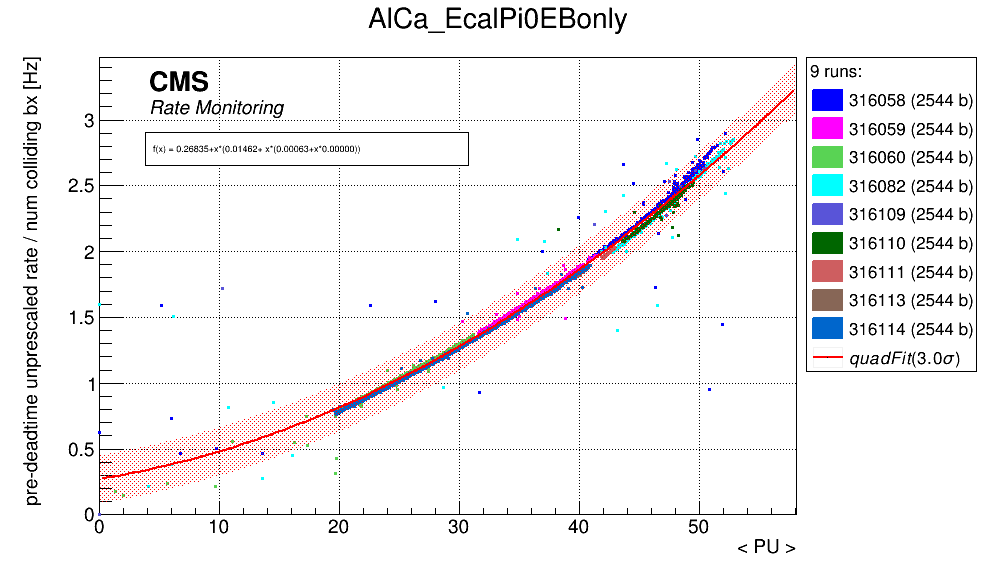 AlCa_EcalPi0EBonly
pre-deadtime unprescaled rate / num colliding bx [Hz]
CMS
Rate Monitoring
f(x) = 0.26835+x*(0.01462+ x*(0.00063+x*0.00000))
3
2.5
2
1.5
1
0.5
0
0 10 20 30 40 50
< PU >
9 runs:
316058 (2544 b)
316059 (2544 b)
316060 (2544 b)
316082 (2544 b)
316109 (2544 b)
316110 (2544 b)
316111 (2544 b)
316113 (2544 b)
316114 (2544 b)
quadFit(3.0σ)